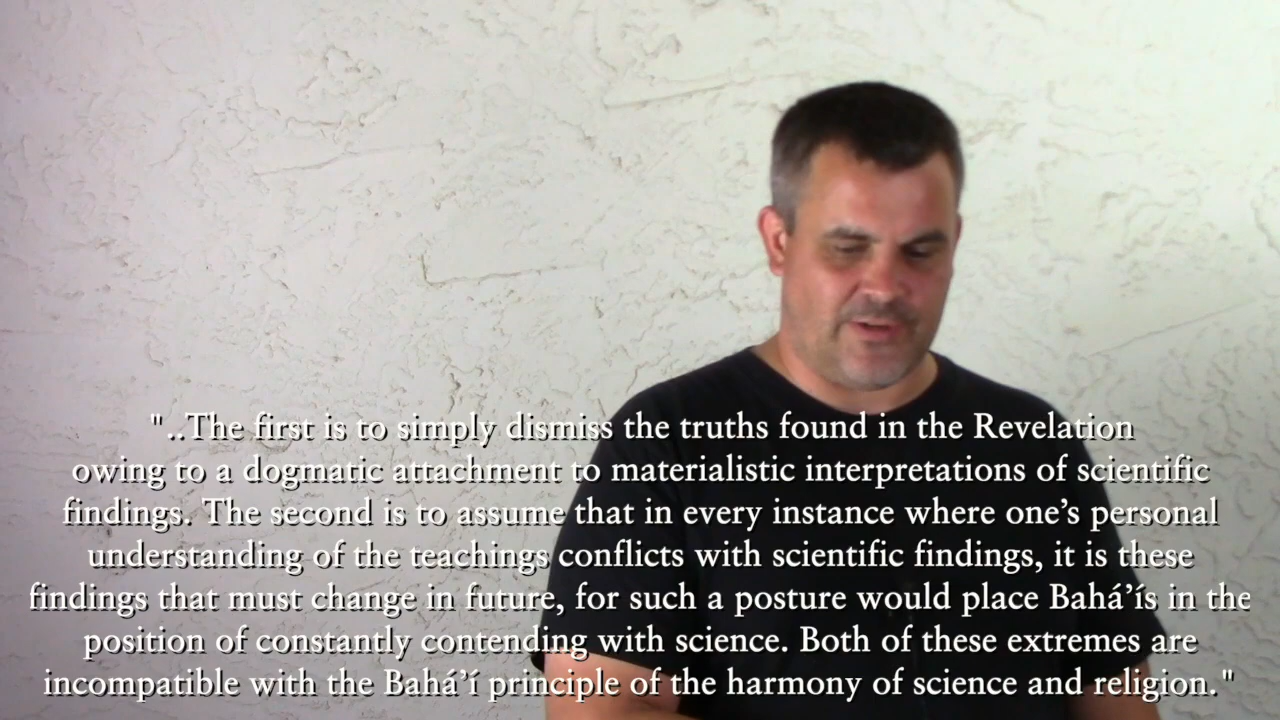 "..The first is to simply dismiss the truths found in the Revelation
owing to a dogmatic attachment to materialistic interpretations of scientific
findings. The second is to assume that in every instance where one’s personal
understanding of the teachings conflicts with scientific findings, it is these
findings that must change in future, for such a posture would place Bahá’ís in the
position of constantly contending with science. Both of these extremes are
incompatible with the Bahá’í principle of the harmony of science and religion."